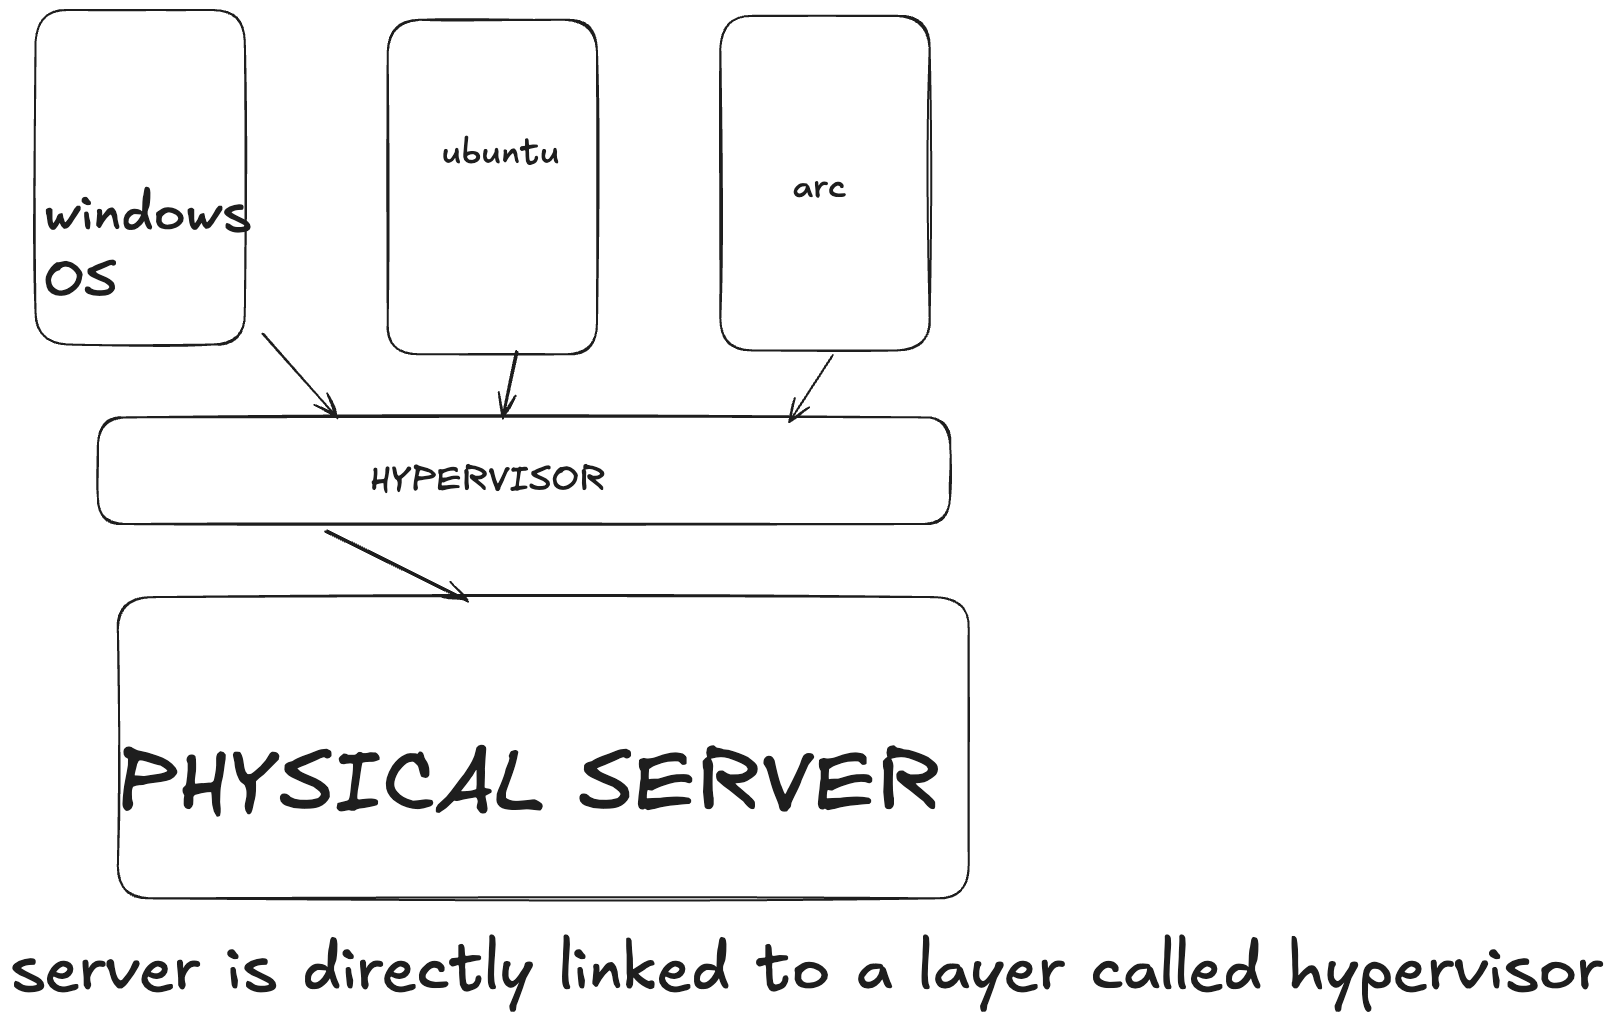 windows
OS
ubuntu
arc
HYPERVISOR
PHYSICAL SERVER
server is directly linked to a layer called hypervisor